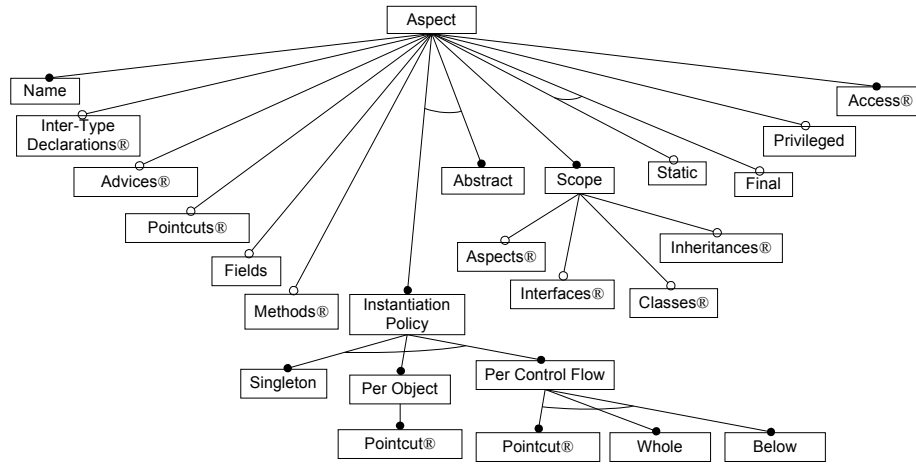 Aspect
Name
Access®
Inter-Type
Declarations®
Privileged
Advices®
Abstract
Scope
Static
Final
Pointcuts®
Aspects®
Inheritances®
Fields
Interfaces®
Classes®
Methods®
Instantiation
Policy
Singleton
Per Object
Per Control Flow
Pointcut®
Pointcut®
Whole
Below